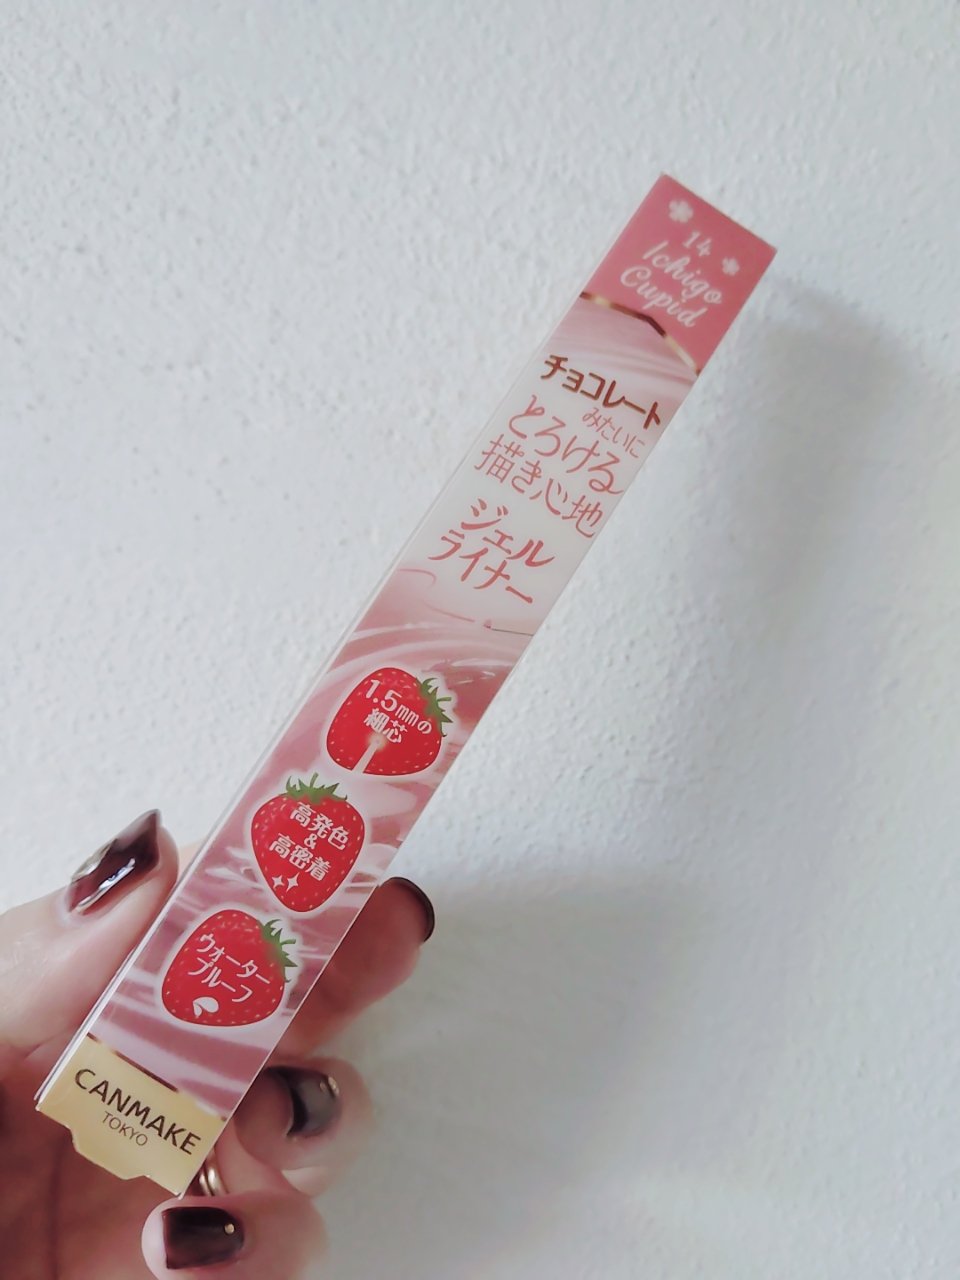 14
Ichigo
Cupid
チョコレート
みたいに
とろける
描き心地
ジェル
ライナー
1.5mmの
細芯
高発色
&
高密着
ウォーター
プルーフ
CANMAKE
TOKYO